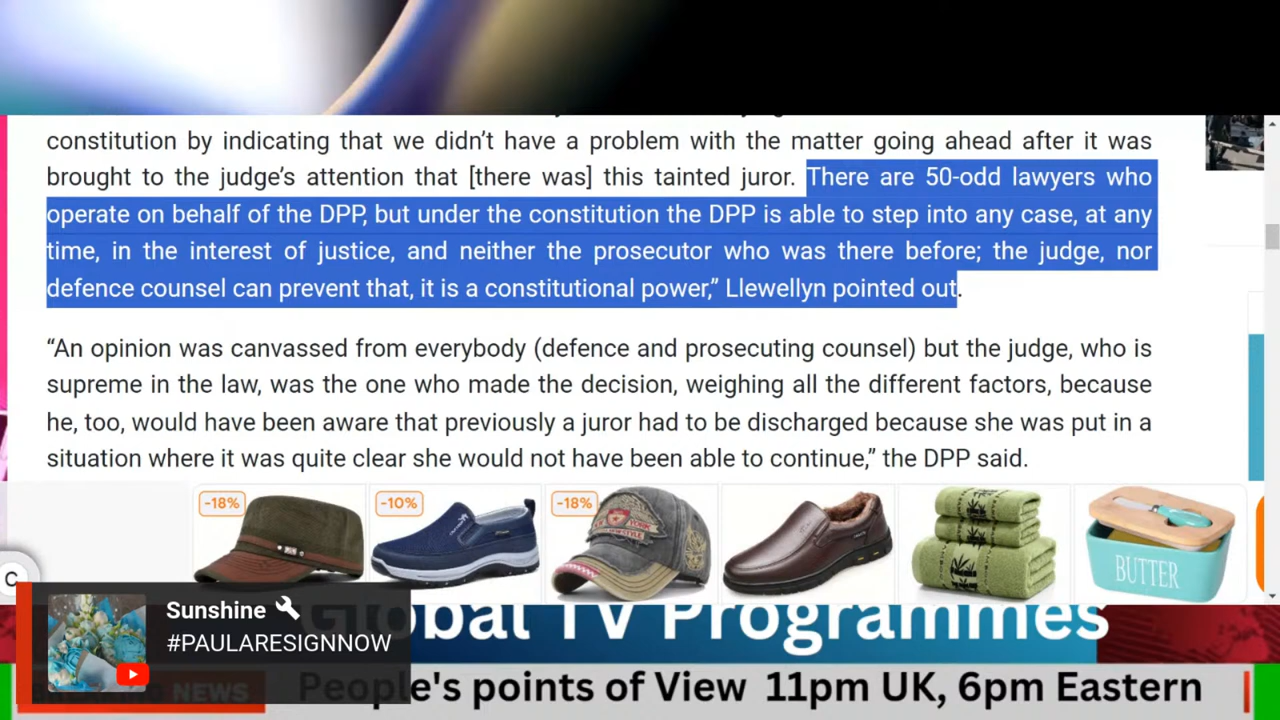 constitution by indicating that we didn’t have a problem with the matter going ahead after it was
brought to the judge’s attention that [there was] this tainted juror. There are 50-odd lawyers who
operate on behalf of the DPP, but under the constitution the DPP is able to step into any case, at any
time, in the interest of justice, and neither the prosecutor who was there before; the judge, nor
defence counsel can prevent that, it is a constitutional power,” Llewellyn pointed out.
“An opinion was canvassed from everybody (defence and prosecuting counsel) but the judge, who is
supreme in the law, was the one who made the decision, weighing all the different factors, because
he, too, would have been aware that previously a juror had to be discharged because she was put in a
situation where it was quite clear she would not have been able to continue,” the DPP said.
-18%
-10%
-18%
BUTTER
C
Sunshine
#PAULARESIGNNOW
Global TV Programmes
NEWS
People's points of View 11pm UK, 6pm Eastern